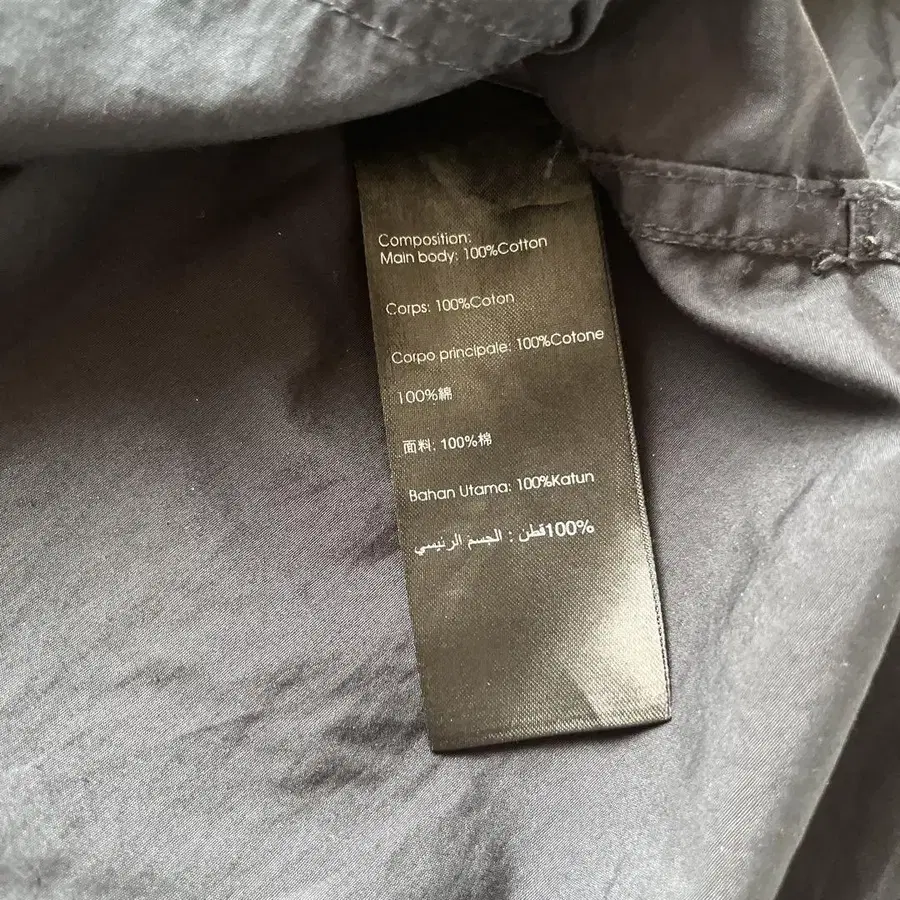 Composition:
Main body: 100%Cotton
Corps: 100%Coton
Corpo principale: 100%Cotone
100%綿
面料: 100%棉
Bahan Utama: 100%Katun
100%قطن : الجسم الرئيسي